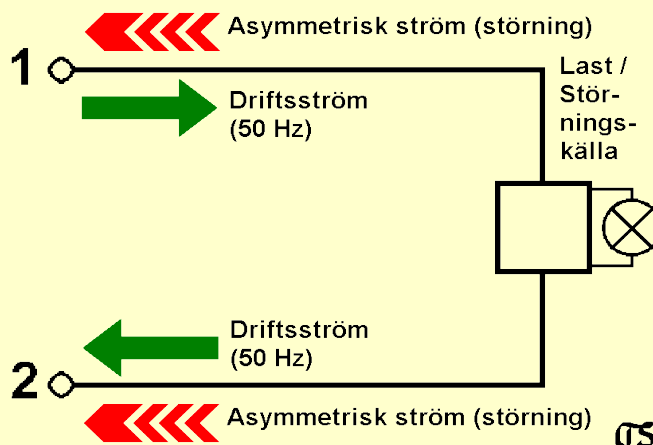 Asymmetrisk ström (störning)
1
Driftsström
(50 Hz)
Last /
Stör-
nings-
källa
Driftsström
(50 Hz)
2
Asymmetrisk ström (störning)